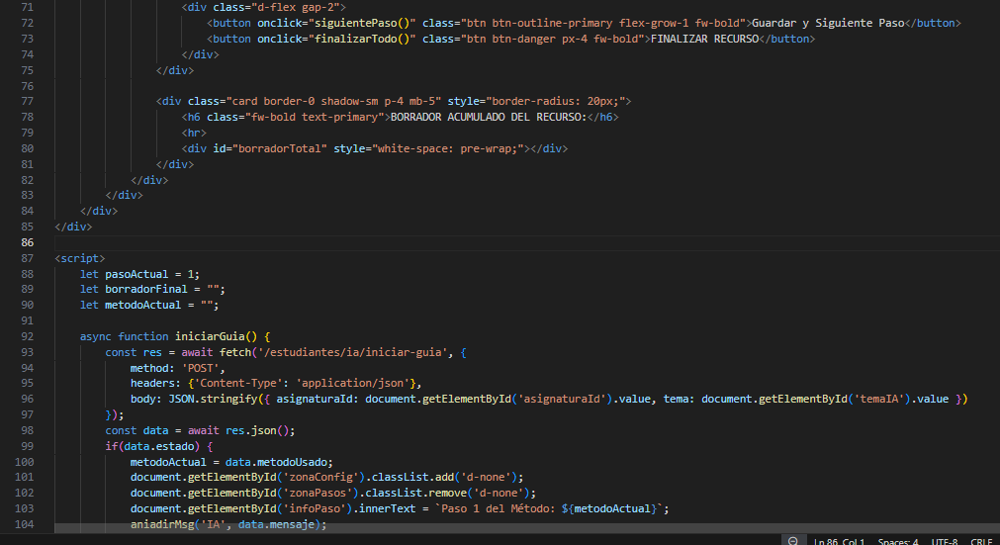 71 <div class="d-flex gap-2">
72 <button onclick="siguientePaso()" class="btn btn-outline-primary flex-grow-1 fw-bold">Guardar y Siguiente Paso</button>
73 <button onclick="finalizarTodo()" class="btn btn-danger px-4 fw-bold">FINALIZAR RECURSO</button>
74 </div>
75 </div>
76
77 <div class="card border-0 shadow-sm p-4 mb-5" style="border-radius: 20px;">
78 <h6 class="fw-bold text-primary">BORRADOR ACUMULADO DEL RECURSO:</h6>
79 <hr>
80 <div id="borradorTotal" style="white-space: pre-wrap;"></div>
81 </div>
82 </div>
83 </div>
84 </div>
85 </div>
86
87 <script>
88 let pasoActual = 1;
89 let borradorFinal = "";
90 let metodoActual = "";
91
92 async function iniciarGuia() {
93 const res = await fetch('/estudiantes/ia/iniciar-guia', {
94 method: 'POST',
95 headers: {'Content-Type': 'application/json'},
96 body: JSON.stringify({ asignaturaId: document.getElementById('asignaturaId').value, tema: document.getElementById('temaIA').value })
97 });
98 const data = await res.json();
99 if(data.estado) {
100 metodoActual = data.metodoUsado;
101 document.getElementById('zonaConfig').classList.add('d-none');
102 document.getElementById('zonaPasos').classList.remove('d-none');
103 document.getElementById('infoPaso').innerText = `Paso 1 del Método: ${metodoActual}`;
104 aniadirMsg('IA', data.mensaje);
Ln 86, Col 1 Spaces: 4 UTF-8 CRLF